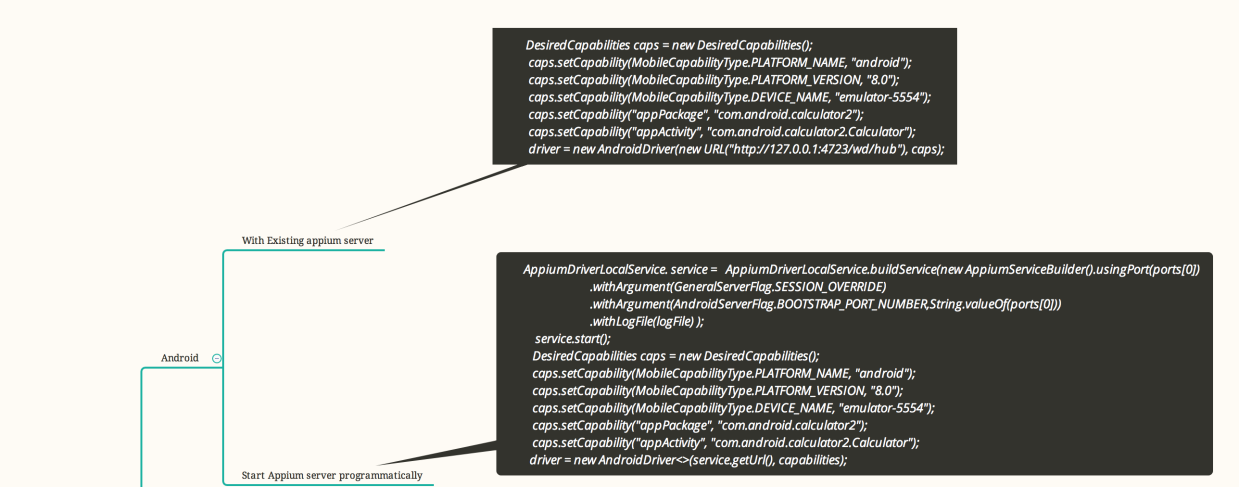 DesiredCapabilities caps = new DesiredCapabilities();
caps.setCapability(MobileCapabilityType.PLATFORM_NAME, "android");
caps.setCapability(MobileCapabilityType.PLATFORM_VERSION, "8.0");
caps.setCapability(MobileCapabilityType.DEVICE_NAME, "emulator-5554");
caps.setCapability("appPackage", "com.android.calculator2");
caps.setCapability("appActivity", "com.android.calculator2.Calculator");
driver = new AndroidDriver(new URL("http://127.0.0.1:4723/wd/hub"), caps);
With Existing appium server
AppiumDriverLocalService. service = AppiumDriverLocalService.buildService(new AppiumServiceBuilder().usingPort(ports[0])
.withArgument(GeneralServerFlag.SESSION_OVERRIDE)
.withArgument(AndroidServerFlag.BOOTSTRAP_PORT_NUMBER,String.valueOf(ports[0]))
.withLogFile(logFile) );
service.start();
DesiredCapabilities caps = new DesiredCapabilities();
caps.setCapability(MobileCapabilityType.PLATFORM_NAME, "android");
caps.setCapability(MobileCapabilityType.PLATFORM_VERSION, "8.0");
caps.setCapability(MobileCapabilityType.DEVICE_NAME, "emulator-5554");
caps.setCapability("appPackage", "com.android.calculator2");
caps.setCapability("appActivity", "com.android.calculator2.Calculator");
driver = new AndroidDriver<>(service.getUrl(), capabilities);
Android
Start Appium server programmatically